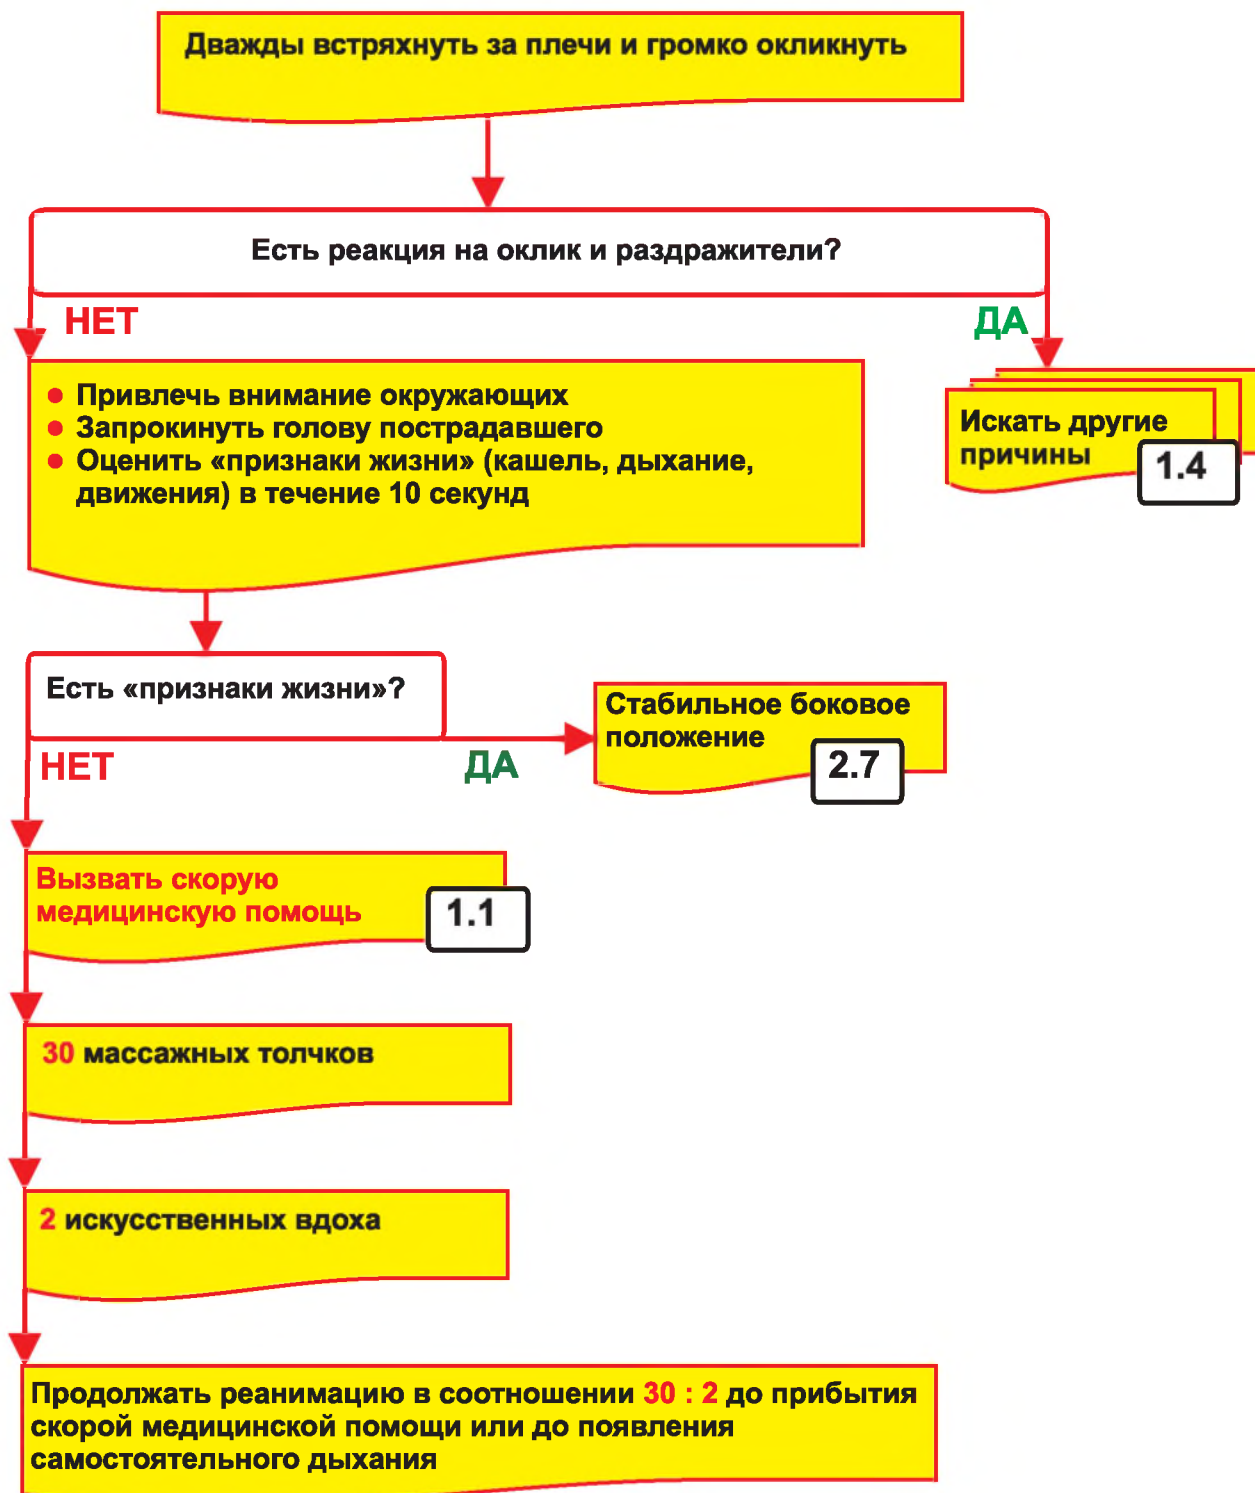 Дважды встряхнуть за плечи и громко окликнуть
Есть реакция на оклик и раздражители?
НЕТ
ДА
● Привлечь внимание окружающих
● Запрокинуть голову пострадавшего
● Оценить «признаки жизни» (кашель, дыхание,
движения) в течение 10 секунд
Искать другие
причины
1.4
Есть «признаки жизни»?
НЕТ
ДА
Стабильное боковое
положение
2.7
Вызвать скорую
медицинскую помощь
1.1
30 массажных толчков
2 искусственных вдоха
Продолжать реанимацию в соотношении 30 : 2 до прибытия
скорой медицинской помощи или до появления
самостоятельного дыхания